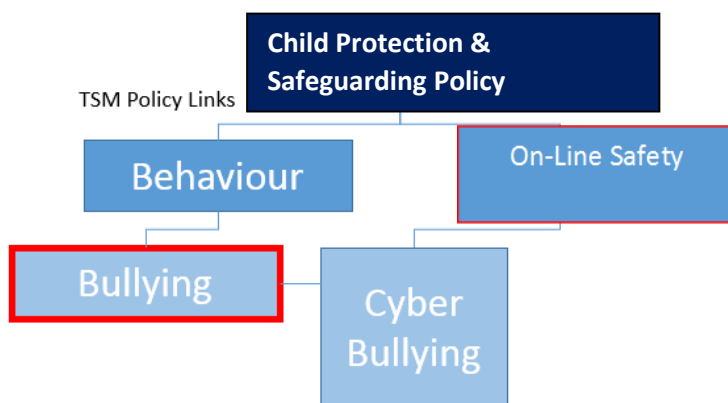 Child Protection &
Safeguarding Policy
TSM Policy Links
Behaviour
On-Line Safety
Bullying
Cyber
Bullying